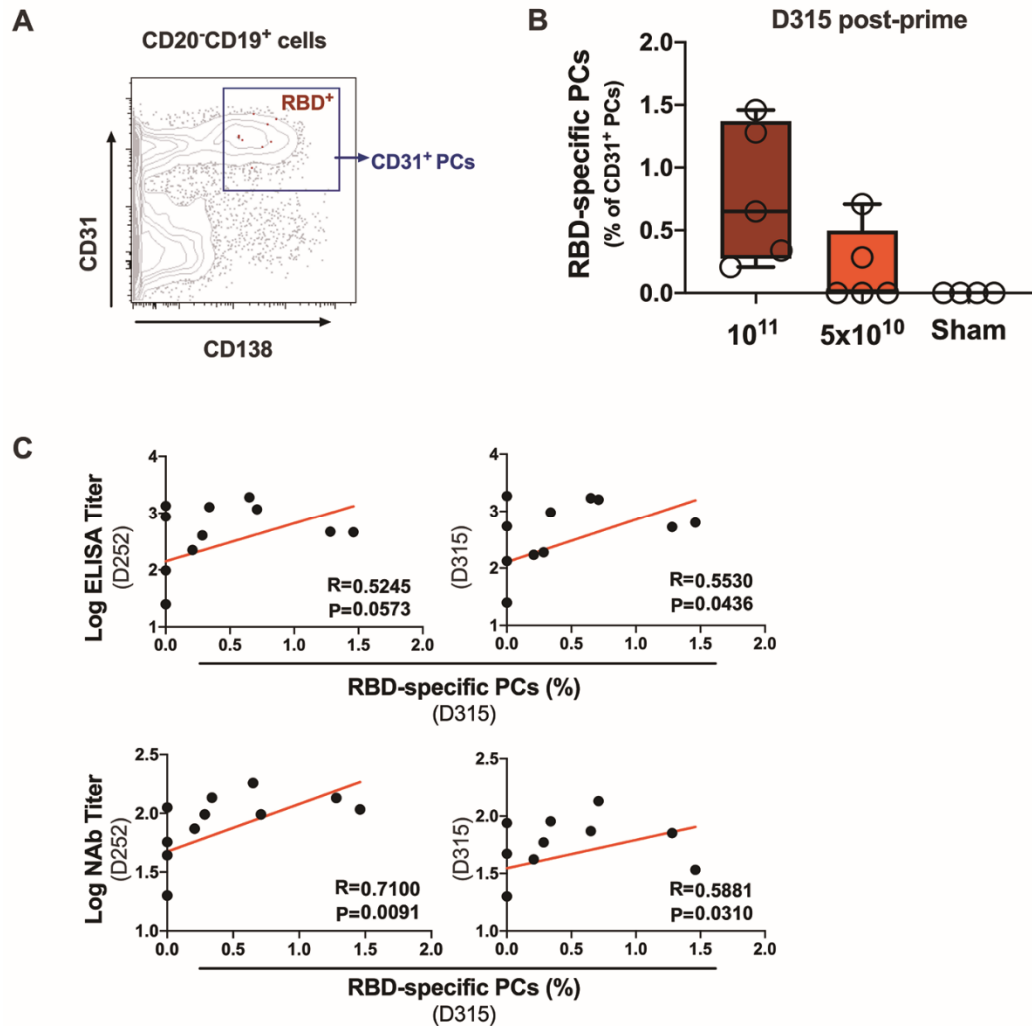 A
CD20⁻CD19⁺ cells
RBD⁺
CD31⁺ PCs
CD31
CD138
B
D315 post-prime
RBD-specific PCs
(% of CD31⁺ PCs)
2.0
1.5
1.0
0.5
0.0
10¹¹
5x10¹⁰
Sham
C
Log ELISA Titer
(D252)
4
3
2
1
0.0 0.5 1.0 1.5 2.0
R=0.5245
P=0.0573
(D315)
4
3
2
1
0.0 0.5 1.0 1.5 2.0
R=0.5530
P=0.0436
RBD-specific PCs (%)
(D315)
Log NAb Titer
(D252)
2.5
2.0
1.5
1.0
0.0 0.5 1.0 1.5 2.0
R=0.7100
P=0.0091
(D315)
2.5
2.0
1.5
1.0
0.0 0.5 1.0 1.5 2.0
R=0.5881
P=0.0310
RBD-specific PCs (%)
(D315)